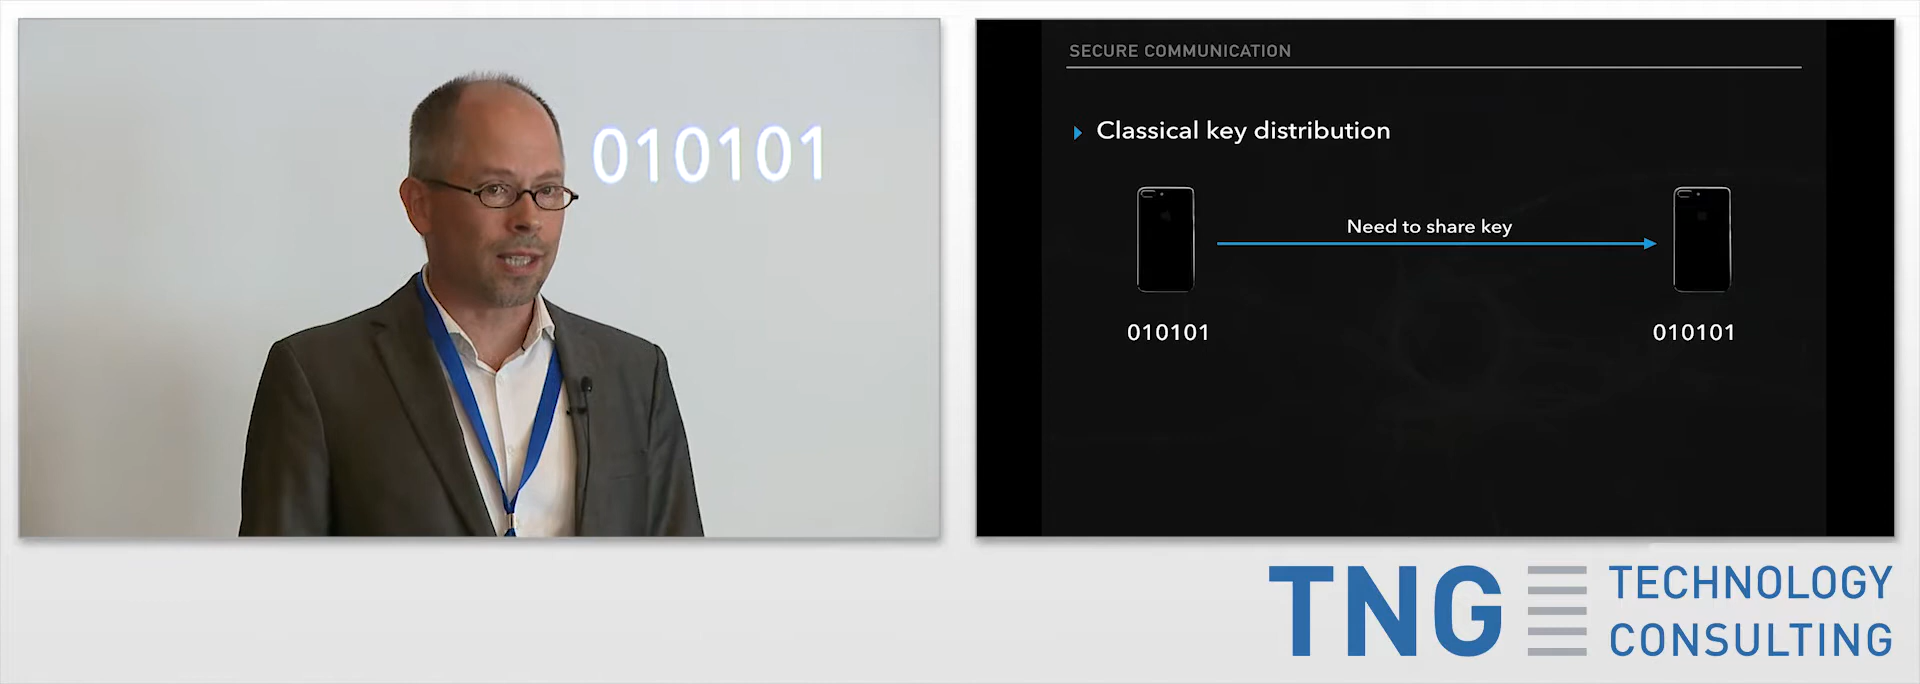 010101
SECURE COMMUNICATION
Classical key distribution
Need to share key
010101 010101
TNG TECHNOLOGY
CONSULTING